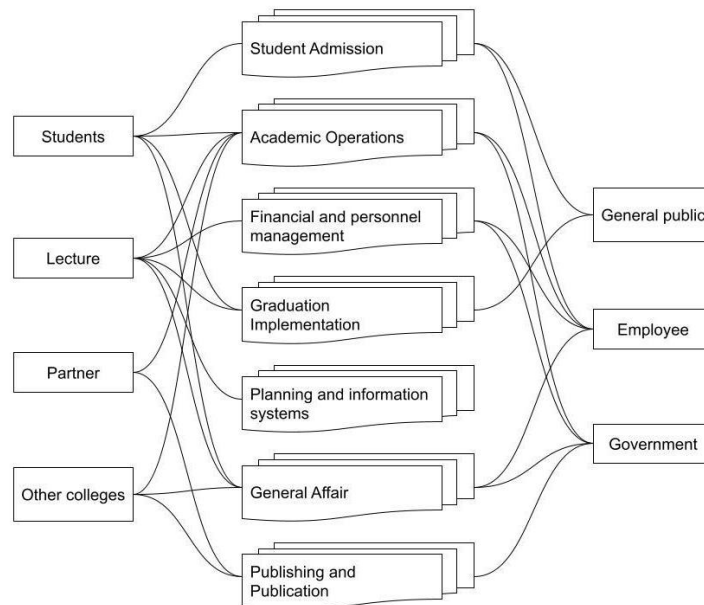 Student Admission
Students
Academic Operations
Financial and personnel
management
General public
Lecture
Graduation
Implementation
Employee
Partner
Planning and information
systems
Government
Other colleges
General Affair
Publishing and
Publication